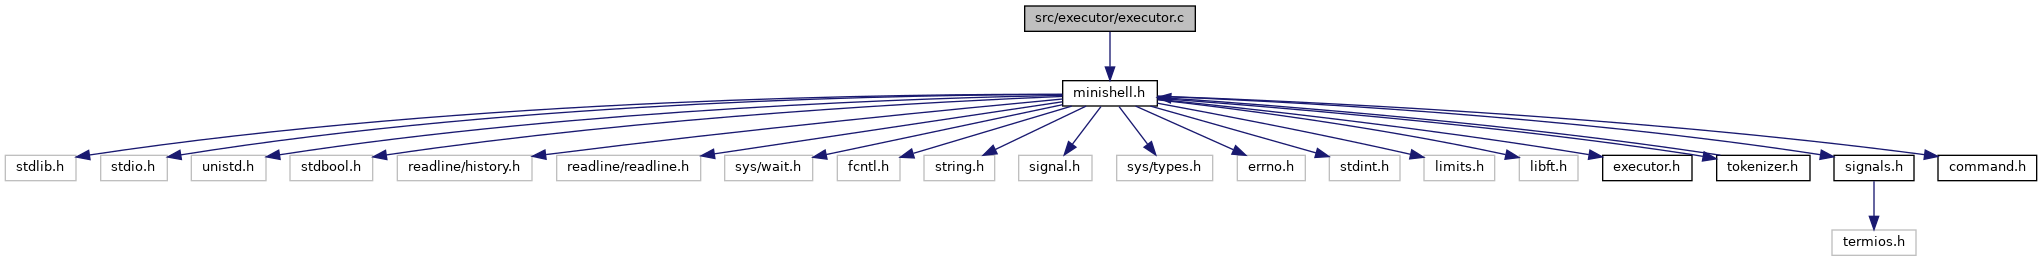 src/executor/executor.c
minishell.h
stdlib.h
stdio.h
unistd.h
stdbool.h
readline/history.h
readline/readline.h
sys/wait.h
fcntl.h
string.h
signal.h
sys/types.h
errno.h
stdint.h
limits.h
libft.h
executor.h
tokenizer.h
signals.h
command.h
termios.h